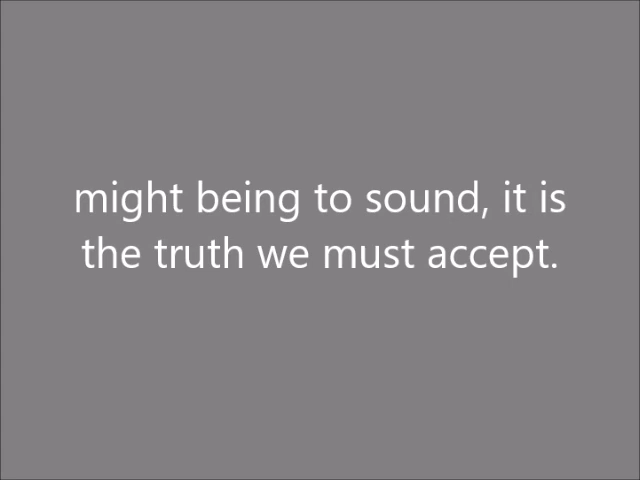 might being to sound, it is
the truth we must accept.